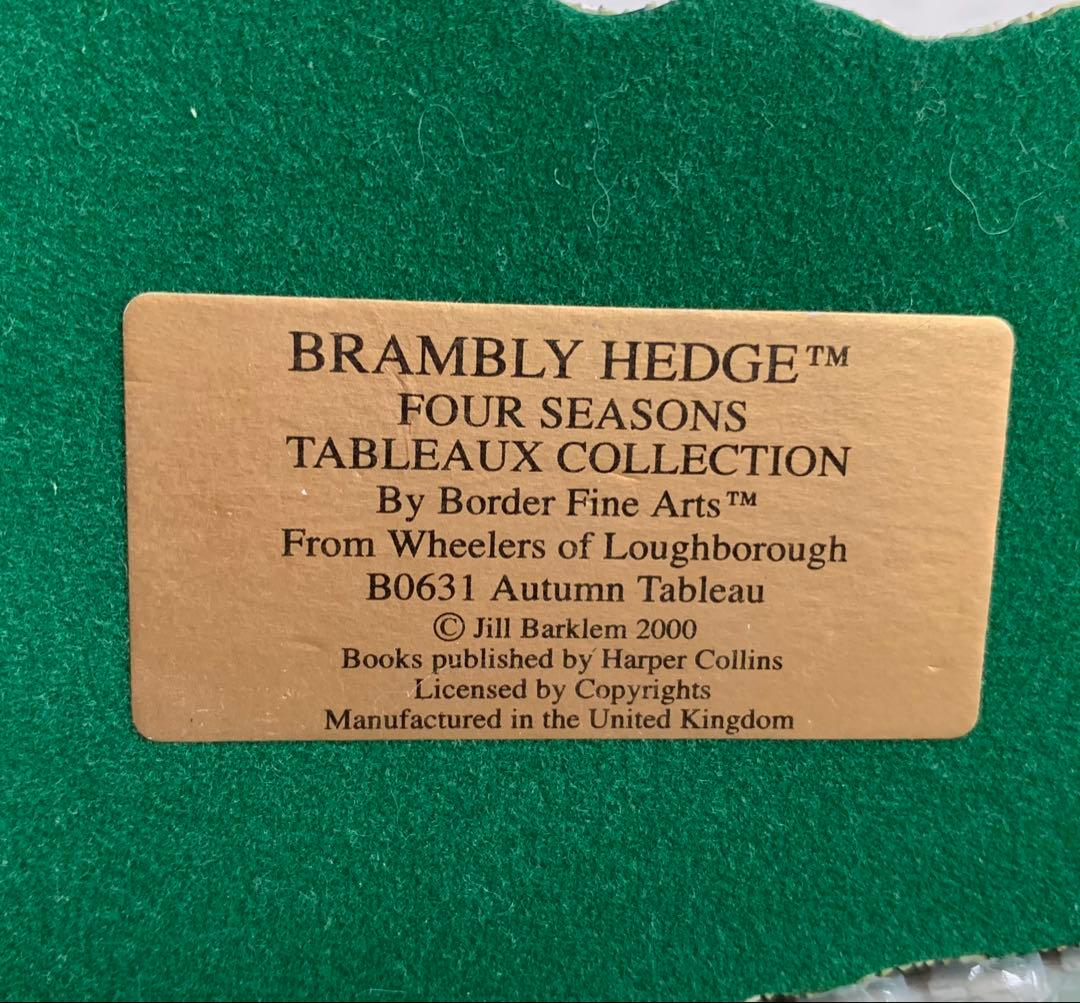 BRAMBLY HEDGE™
FOUR SEASONS
TABLEAUX COLLECTION
By Border Fine Arts™
From Wheelers of Loughborough
B0631 Autumn Tableau
© Jill Barklem 2000
Books published by Harper Collins
Licensed by Copyrights
Manufactured in the United Kingdom